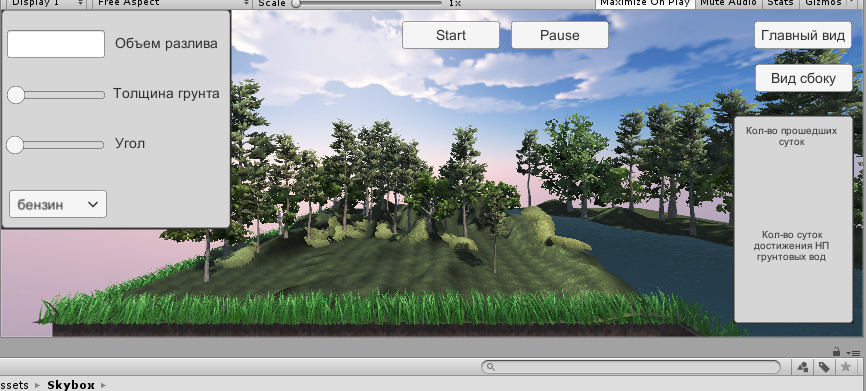 Display 1
Free Aspect
Scale
1x
Maximize On Play
Mute Audio
Stats
Gizmos
Объем разлива
Толщина грунта
Угол
бензин
Start
Pause
Главный вид
Вид сбоку
Кол-во прошедших
суток
Кол-во суток
достижения НП
грунтовых вод
ssets ▸ Skybox ▸